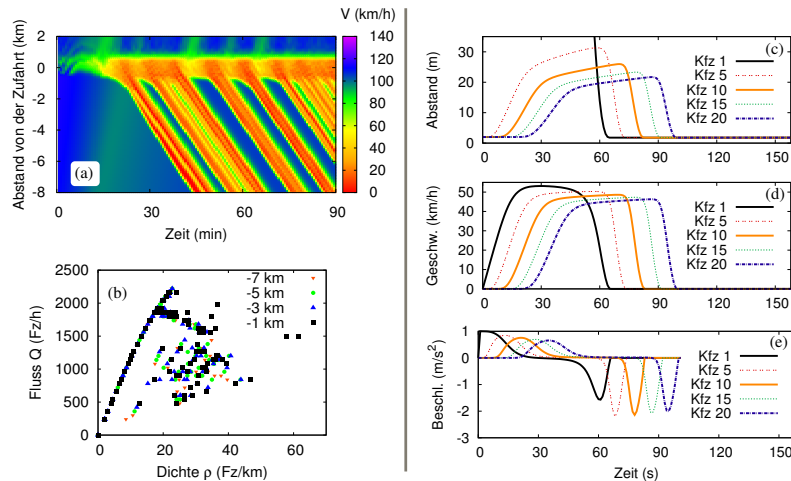 V (km/h)
Abstand von der Zufahrt (km)
2
0
-2
-4
-6
-8
(a)
0 30 60 90
Zeit (min)
140
120
100
80
60
40
20
0
Fluss Q (Fz/h)
2500
2000
1500
1000
500
0
(b)
-7 km
-5 km
-3 km
-1 km
0 20 40 60
Dichte ρ (Fz/km)
Abstand (m)
30
20
10
0
(c)
Kfz 1
Kfz 5
Kfz 10
Kfz 15
Kfz 20
0 30 60 90 120 150
Geschw. (km/h)
50
40
30
20
10
0
(d)
Kfz 1
Kfz 5
Kfz 10
Kfz 15
Kfz 20
0 30 60 90 120 150
Beschl. (m/s²)
1
0
-1
-2
-3
(e)
Kfz 1
Kfz 5
Kfz 10
Kfz 15
Kfz 20
0 30 60 90 120 150
Zeit (s)